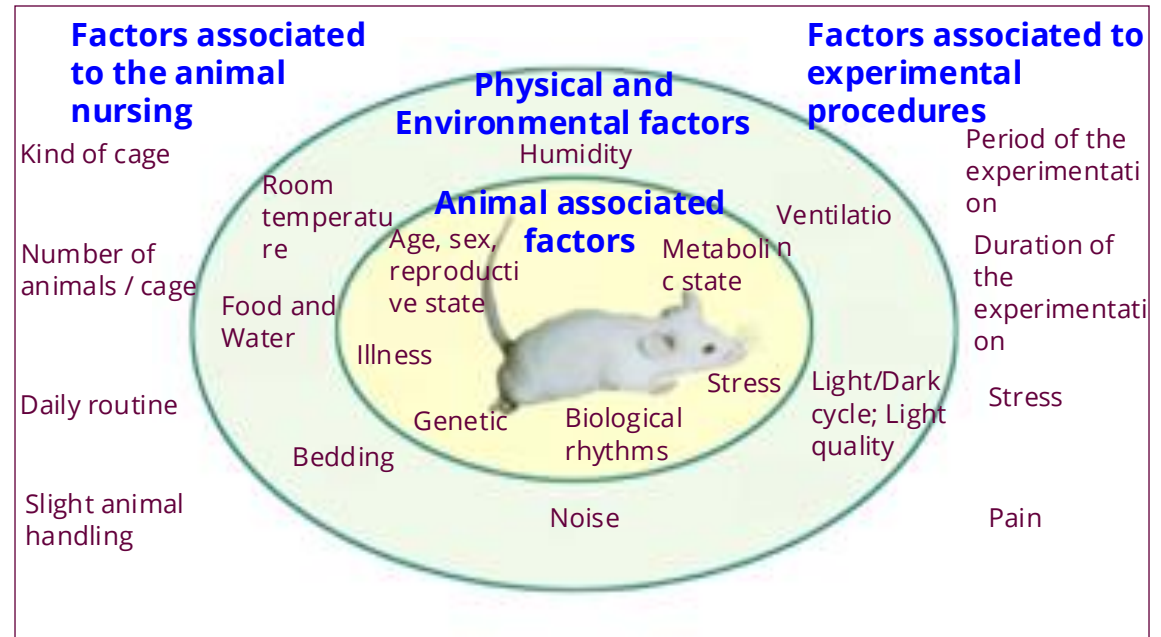 Factors associated
to the animal
nursing
Kind of cage
Number of
animals / cage
Daily routine
Slight animal
handling
Physical and
Environmental factors
Humidity
Room
temperatu
re
Food and
Water
Bedding
Noise
Ventilatio
n
Light/Dark
cycle; Light
quality
Animal associated
factors
Age, sex,
reproducti
ve state
Metaboli
c state
Illness
Genetic
Biological
rhythms
Stress
Factors associated to
experimental
procedures
Period of the
experimentati
on
Duration of
the
experimentati
on
Stress
Pain